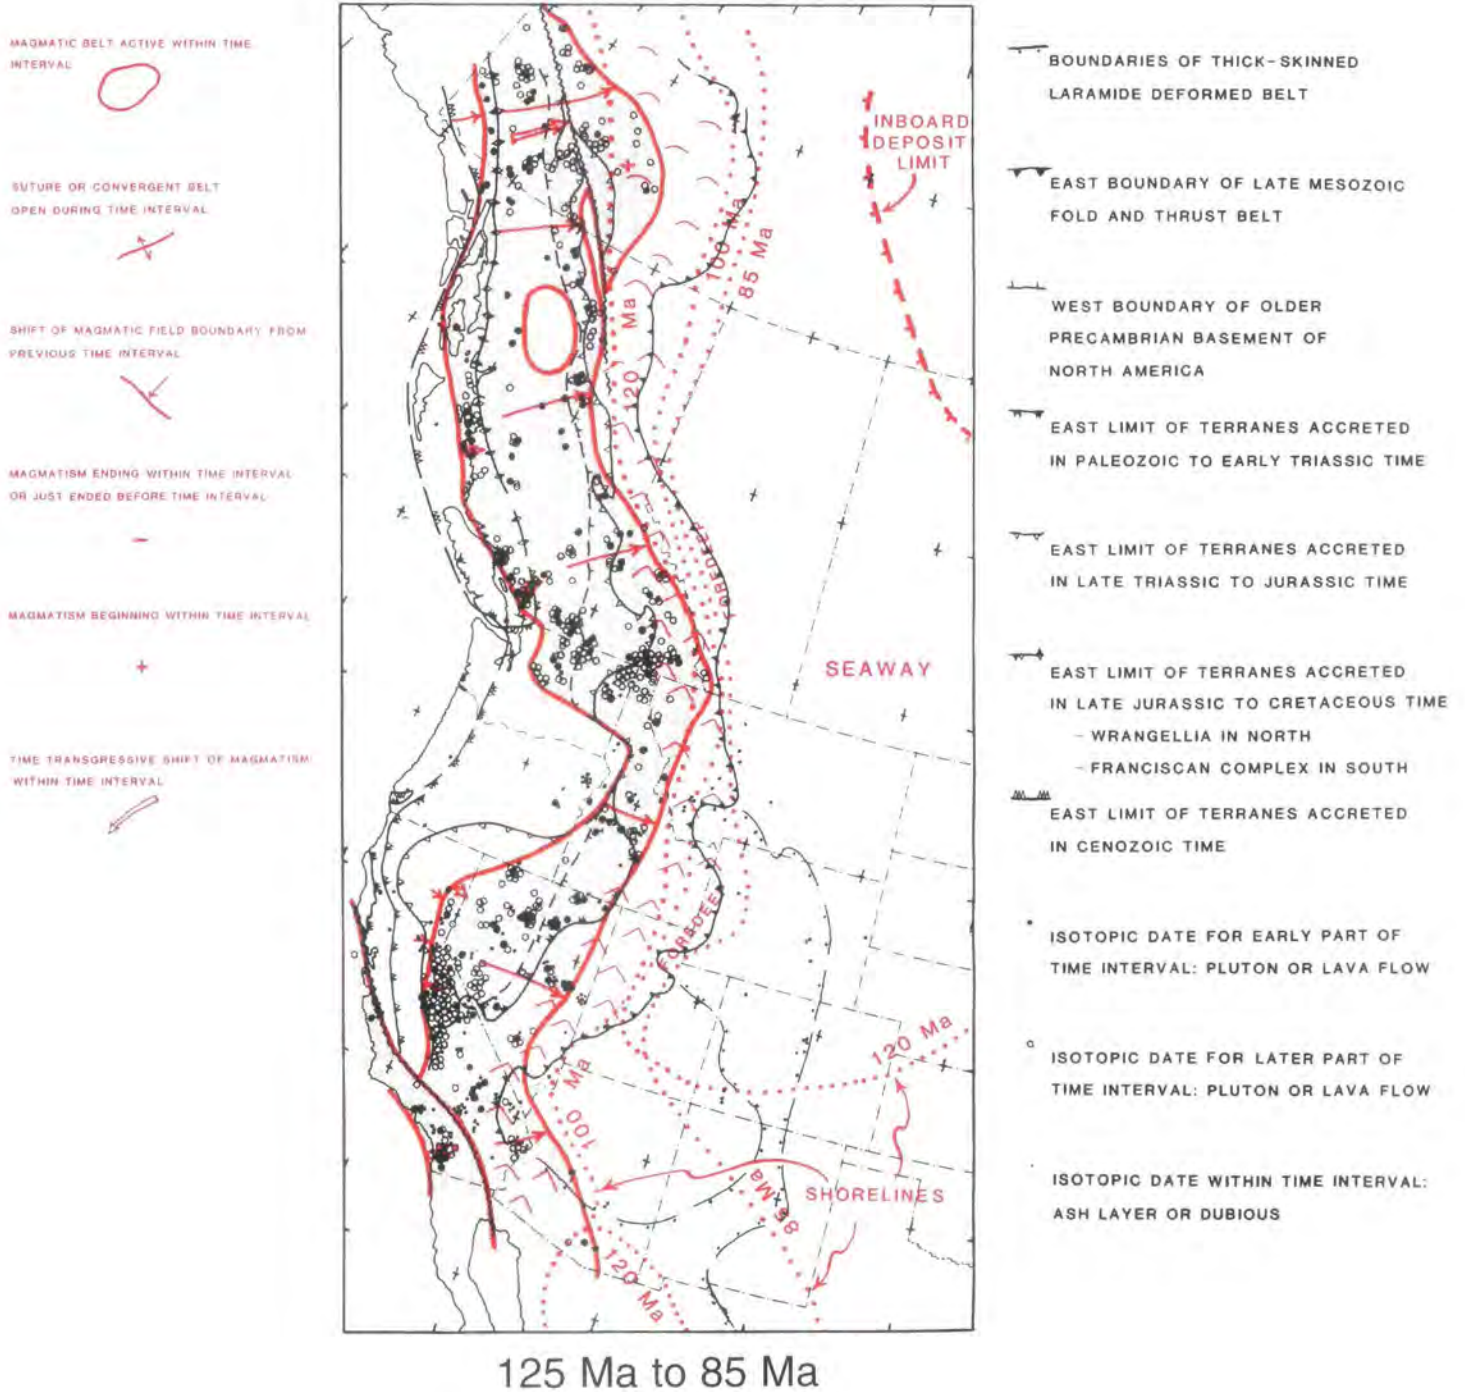 MAGMATIC BELT ACTIVE WITHIN TIME
INTERVAL
SUTURE OR CONVERGENT BELT
OPEN DURING TIME INTERVAL
SHIFT OF MAGMATIC FIELD BOUNDARY FROM
PREVIOUS TIME INTERVAL
MAGMATISM ENDING WITHIN TIME INTERVAL
OR JUST ENDED BEFORE TIME INTERVAL
MAGMATISM BEGINNING WITHIN TIME INTERVAL
TIME TRANSGRESSIVE SHIFT OF MAGMATISM
WITHIN TIME INTERVAL
INBOARD
DEPOSIT
LIMIT
100 Ma
85 Ma
120 Ma
FOREDEEP
SEAWAY
FOREDEE
120 Ma
100 Ma
85 Ma
SHORELINES
120 Ma
BOUNDARIES OF THICK-SKINNED
LARAMIDE DEFORMED BELT
EAST BOUNDARY OF LATE MESOZOIC
FOLD AND THRUST BELT
WEST BOUNDARY OF OLDER
PRECAMBRIAN BASEMENT OF
NORTH AMERICA
EAST LIMIT OF TERRANES ACCRETED
IN PALEOZOIC TO EARLY TRIASSIC TIME
EAST LIMIT OF TERRANES ACCRETED
IN LATE TRIASSIC TO JURASSIC TIME
EAST LIMIT OF TERRANES ACCRETED
IN LATE JURASSIC TO CRETACEOUS TIME
- WRANGELLIA IN NORTH
- FRANCISCAN COMPLEX IN SOUTH
EAST LIMIT OF TERRANES ACCRETED
IN CENOZOIC TIME
ISOTOPIC DATE FOR EARLY PART OF
TIME INTERVAL: PLUTON OR LAVA FLOW
ISOTOPIC DATE FOR LATER PART OF
TIME INTERVAL: PLUTON OR LAVA FLOW
ISOTOPIC DATE WITHIN TIME INTERVAL:
ASH LAYER OR DUBIOUS
125 Ma to 85 Ma